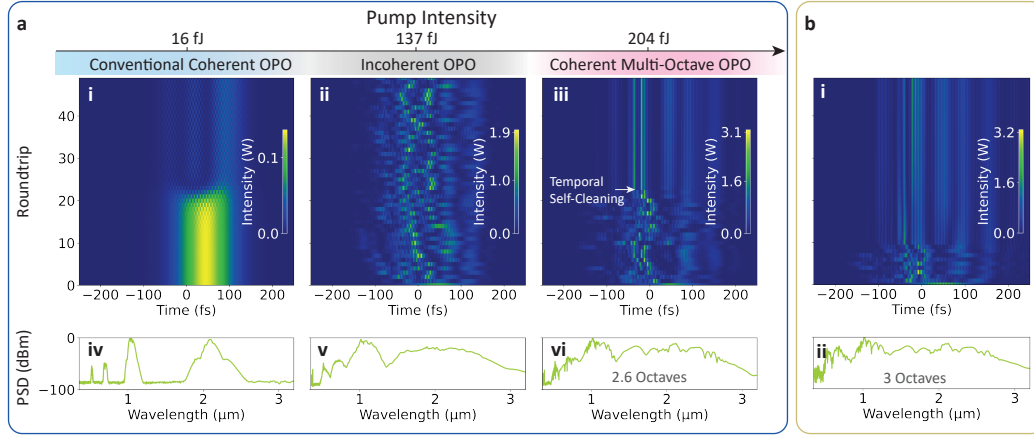 a
Pump Intensity
b
16 fJ
137 fJ
204 fJ
Conventional Coherent OPO
Incoherent OPO
Coherent Multi-Octave OPO
i
ii
iii
i
Roundtrip
40
30
20
10
0
Intensity (W)
0.1
0.0
Intensity (W)
1.9
1.0
0.0
Temporal
Self-Cleaning
Intensity (W)
3.1
1.6
0.0
Intensity (W)
3.2
1.6
0.0
−200 −100 0 100 200
−200 −100 0 100 200
−200 −100 0 100 200
−200 −100 0 100 200
Time (fs)
Time (fs)
Time (fs)
Time (fs)
PSD (dBm)
0
−100
iv
v
vi
2.6 Octaves
ii
3 Octaves
1 2 3
1 2 3
1 2 3
1 2 3
Wavelength (μm)
Wavelength (μm)
Wavelength (μm)
Wavelength (μm)